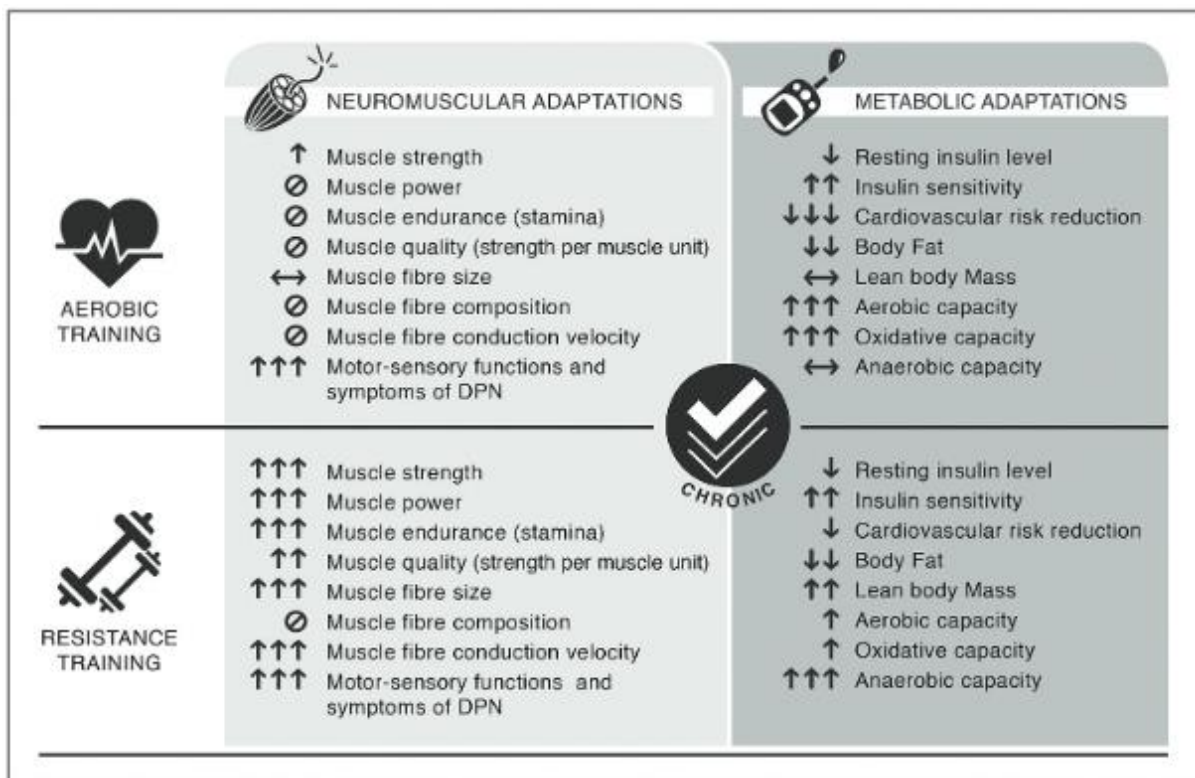 NEUROMUSCULAR ADAPTATIONS
↑ Muscle strength
⊘ Muscle power
⊘ Muscle endurance (stamina)
⊘ Muscle quality (strength per muscle unit)
↔ Muscle fibre size
⊘ Muscle fibre composition
⊘ Muscle fibre conduction velocity
↑↑↑ Motor-sensory functions and
symptoms of DPN
METABOLIC ADAPTATIONS
↓ Resting insulin level
↑↑ Insulin sensitivity
↓↓↓ Cardiovascular risk reduction
↓↓ Body Fat
↔ Lean body Mass
↑↑↑ Aerobic capacity
↑↑↑ Oxidative capacity
↔ Anaerobic capacity
AEROBIC
TRAINING
CHRONIC
↑↑↑ Muscle strength
↑↑↑ Muscle power
↑↑↑ Muscle endurance (stamina)
↑↑ Muscle quality (strength per muscle unit)
↑↑↑ Muscle fibre size
⊘ Muscle fibre composition
↑↑↑ Muscle fibre conduction velocity
↑↑↑ Motor-sensory functions and
symptoms of DPN
↓ Resting insulin level
↑↑ Insulin sensitivity
↓ Cardiovascular risk reduction
↓↓ Body Fat
↑↑ Lean body Mass
↑ Aerobic capacity
↑ Oxidative capacity
↑↑↑ Anaerobic capacity
RESISTANCE
TRAINING